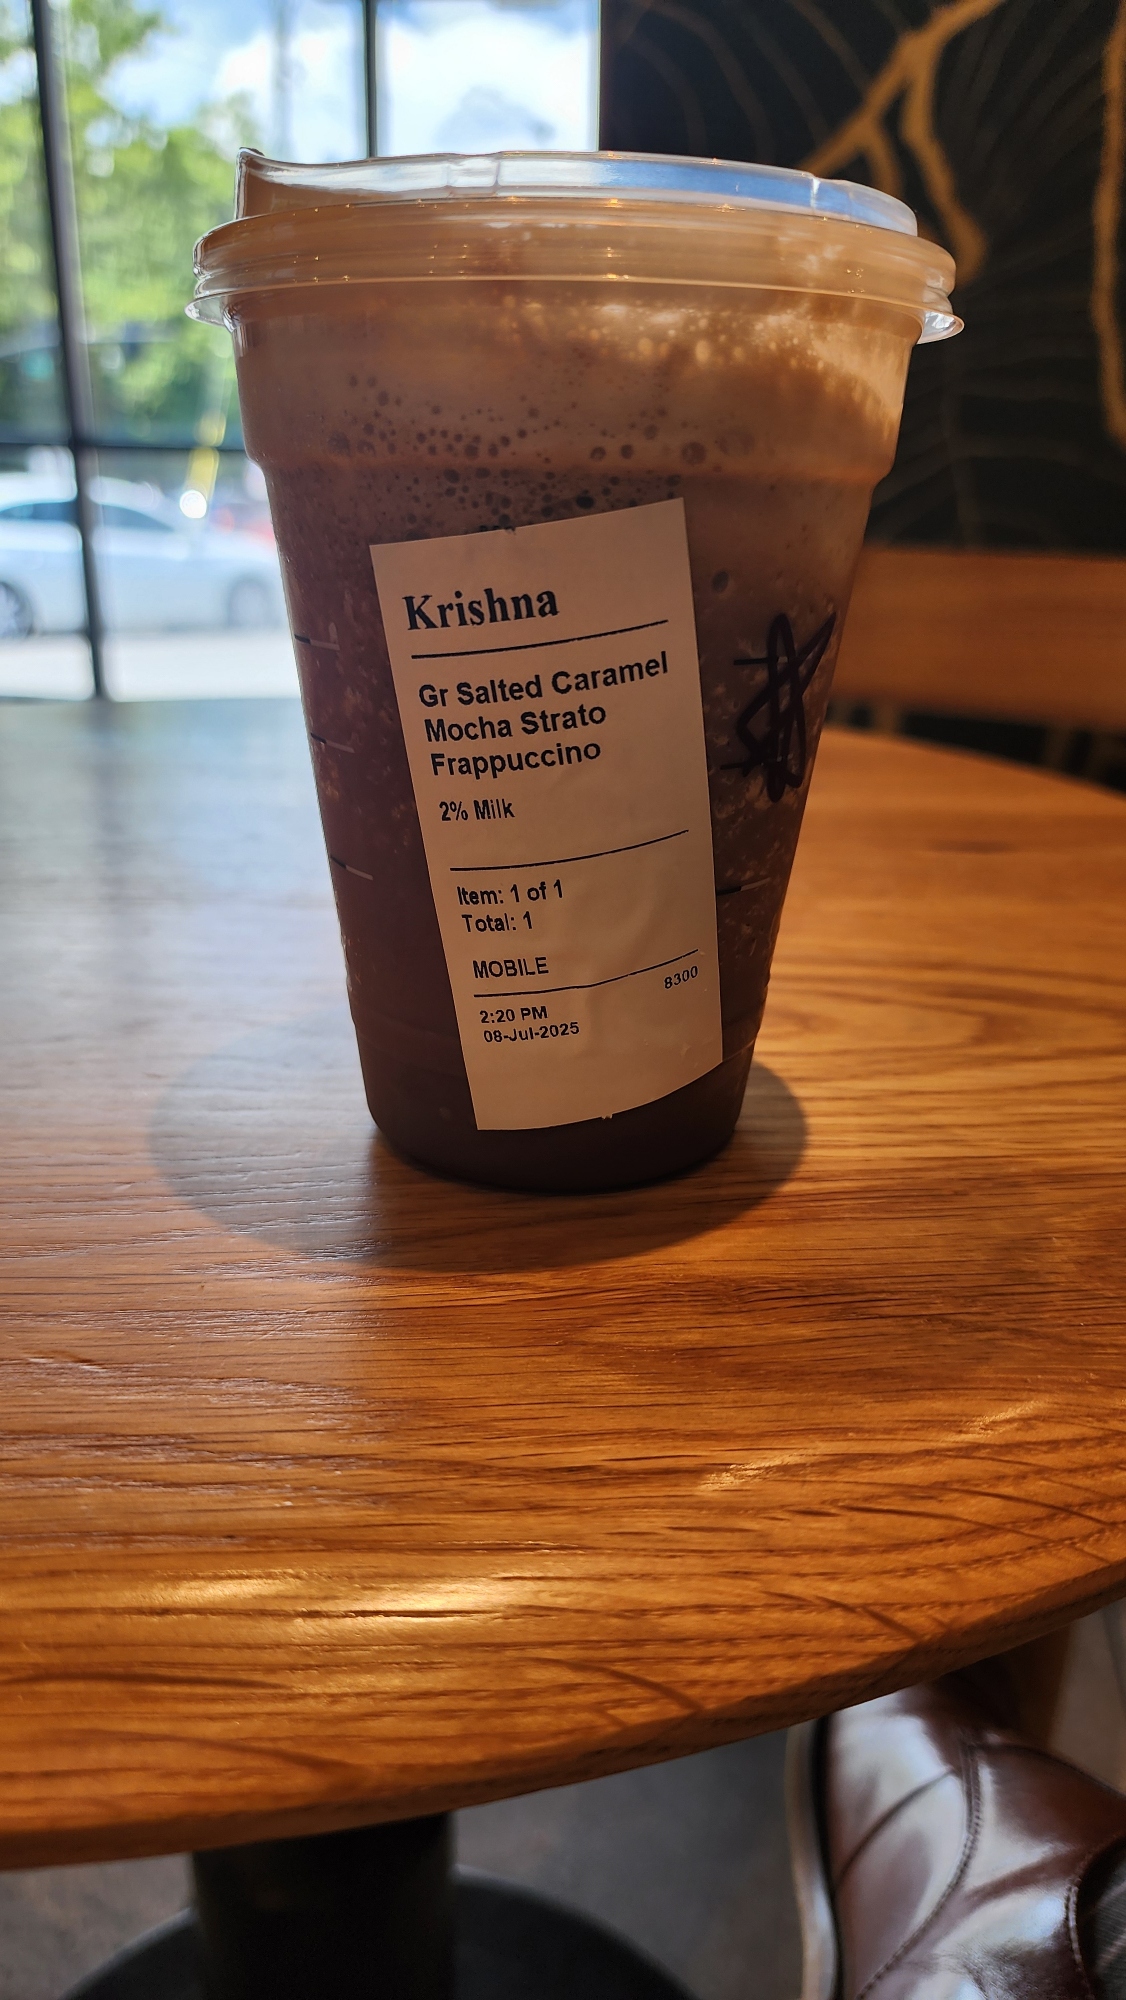 Krishna
Gr Salted Caramel
Mocha Strato
Frappuccino
2% Milk
Item: 1 of 1
Total: 1
MOBILE
8300
2:20 PM
08-Jul-2025